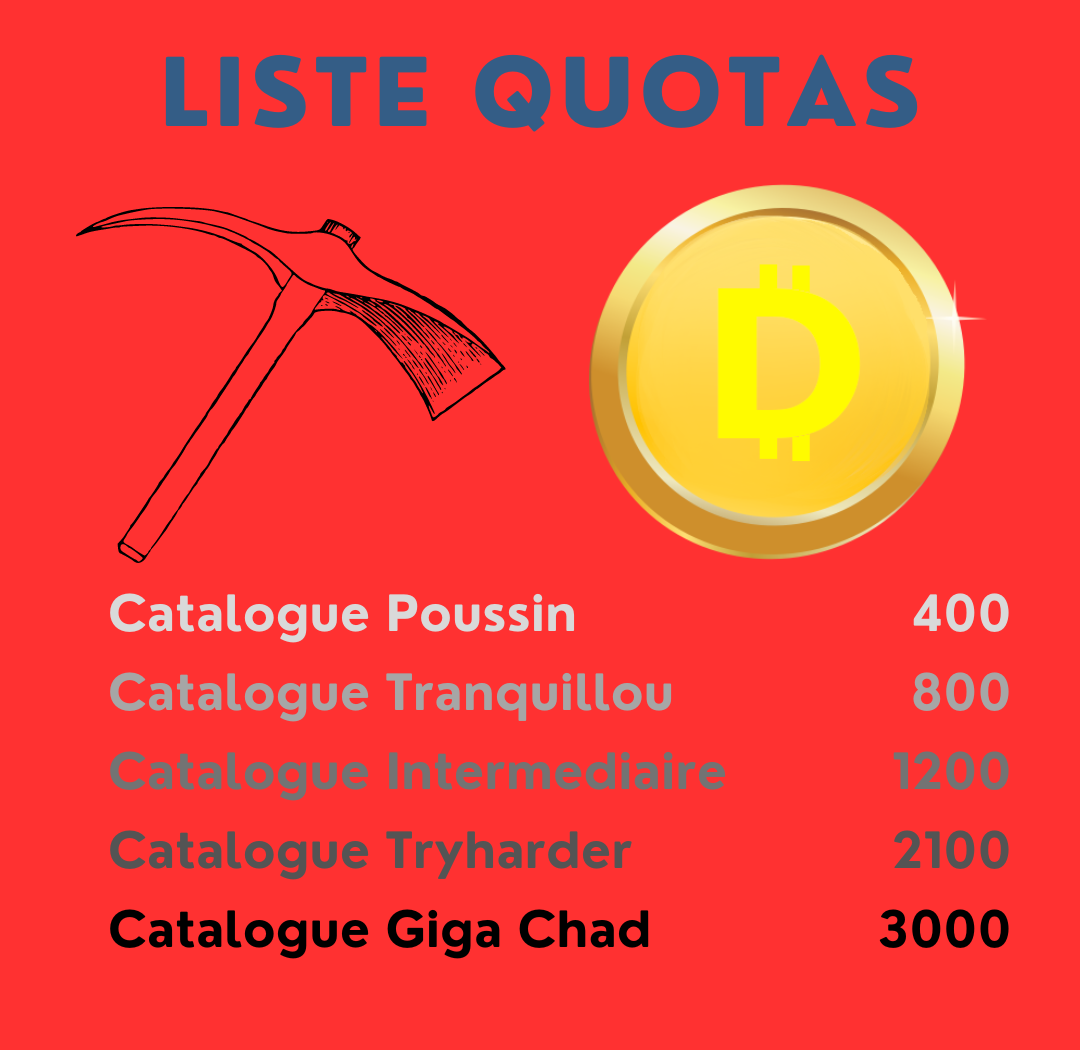 LISTE QUOTAS
D
Catalogue Poussin 400
Catalogue Tranquillou 800
Catalogue Intermediaire 1200
Catalogue Tryharder 2100
Catalogue Giga Chad 3000